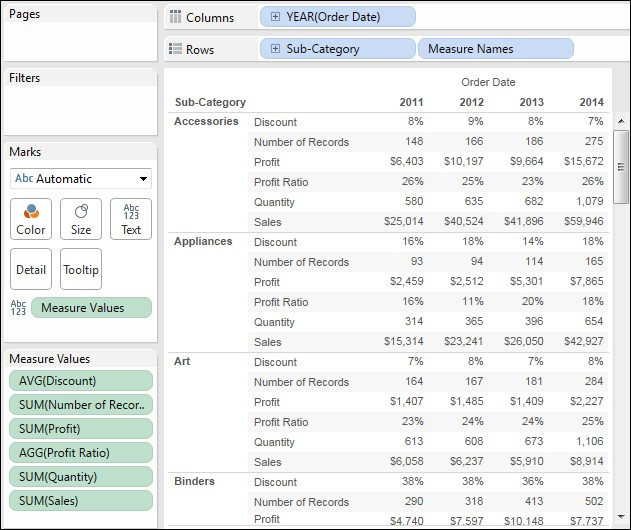 Pages
Columns
YEAR(Order Date)
Rows
Sub-Category
Measure Names
Filters
Marks
Abc Automatic
Color
Size
Abc
123
Text
Detail
Tooltip
Abc
123
Measure Values
Measure Values
AVG(Discount)
SUM(Number of Recor..
SUM(Profit)
AGG(Profit Ratio)
SUM(Quantity)
SUM(Sales)
Order Date
Sub-Category 2011 2012 2013 2014
Accessories Discount 8% 9% 8% 7%
Number of Records 148 166 186 275
Profit $6,403 $10,197 $9,664 $15,672
Profit Ratio 26% 25% 23% 26%
Quantity 580 635 682 1,079
Sales $25,014 $40,524 $41,896 $59,946
Appliances Discount 16% 18% 14% 18%
Number of Records 93 94 114 165
Profit $2,459 $2,512 $5,301 $7,865
Profit Ratio 16% 11% 20% 18%
Quantity 314 365 396 654
Sales $15,314 $23,241 $26,050 $42,927
Art Discount 7% 8% 7% 8%
Number of Records 164 167 181 284
Profit $1,407 $1,485 $1,409 $2,227
Profit Ratio 23% 24% 24% 25%
Quantity 613 608 673 1,106
Sales $6,058 $6,237 $5,910 $8,914
Binders Discount 38% 38% 36% 38%
Number of Records 290 318 413 502
Profit $4,740 $7,597 $10,148 $7,737